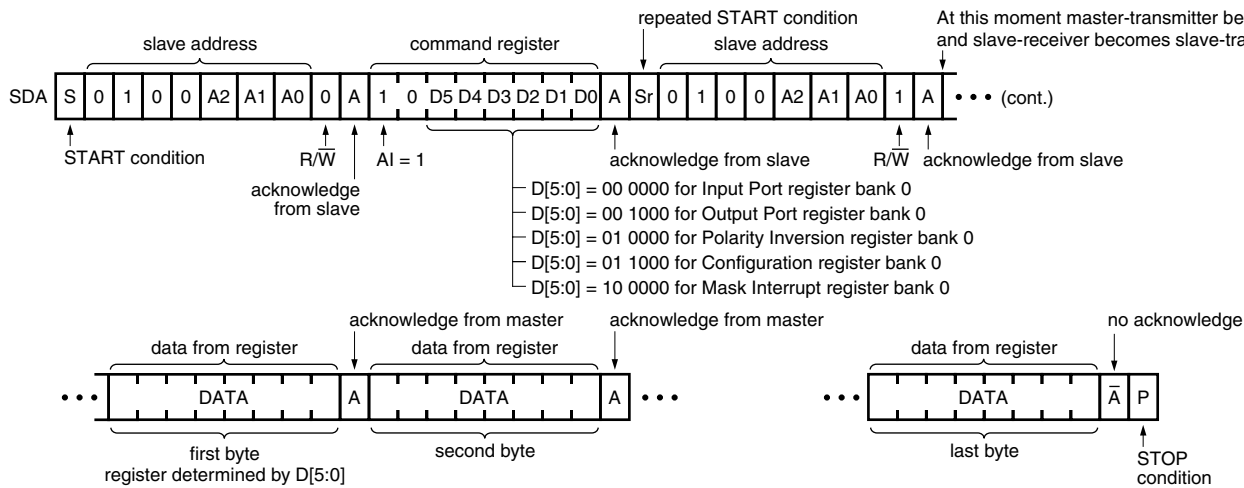 repeated START condition
At this moment master-transmitter be
and slave-receiver becomes slave-tra
slave address
command register
slave address
SDA S 0 1 0 0 A2 A1 A0 0 A 1 0 D5 D4 D3 D2 D1 D0 A Sr 0 1 0 0 A2 A1 A0 1 A • • • (cont.)
START condition
R/W̅
AI = 1
acknowledge from slave
R/W̅
acknowledge from slave
acknowledge
from slave
D[5:0] = 00 0000 for Input Port register bank 0
D[5:0] = 00 1000 for Output Port register bank 0
D[5:0] = 01 0000 for Polarity Inversion register bank 0
D[5:0] = 01 1000 for Configuration register bank 0
D[5:0] = 10 0000 for Mask Interrupt register bank 0
acknowledge from master
acknowledge from master
no acknowledge
data from register
data from register
data from register
• • • DATA A DATA A • • • • • • DATA A̅ P
first byte
register determined by D[5:0]
second byte
last byte
STOP
condition